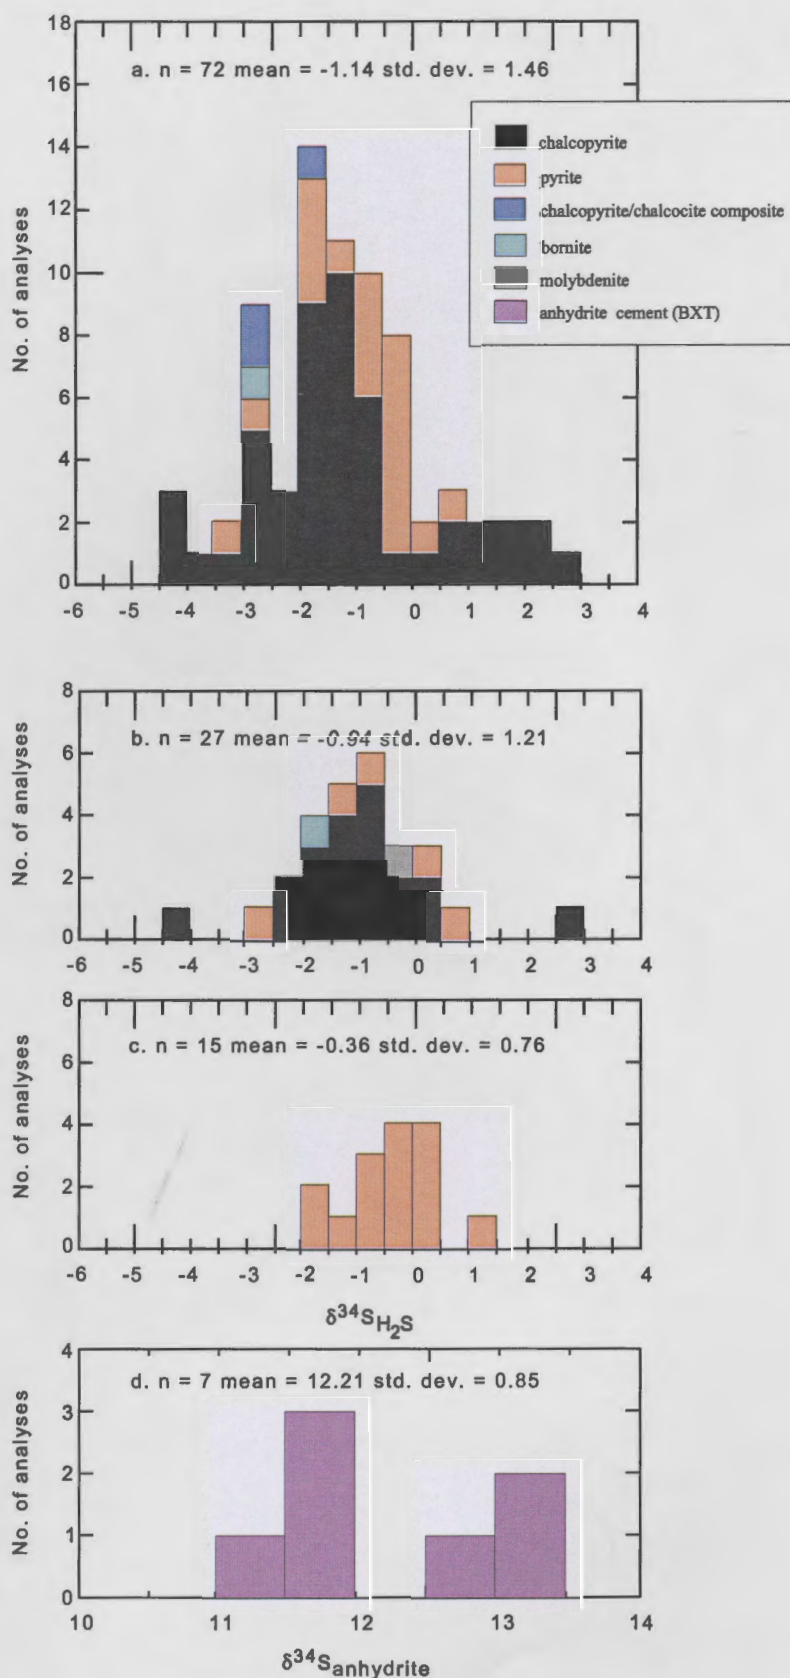 18
a. n = 72 mean = -1.14 std. dev. = 1.46
16
14
12
10
8
6
4
2
0
No. of analyses
chalcopyrite
pyrite
chalcopyrite/chalcocite composite
bornite
molybdenite
anhydrite cement (BXT)
-6 -5 -4 -3 -2 -1 0 1 2 3 4
8
b. n = 27 mean = -0.94 std. dev. = 1.21
6
4
2
0
No. of analyses
-6 -5 -4 -3 -2 -1 0 1 2 3 4
8
c. n = 15 mean = -0.36 std. dev. = 0.76
6
4
2
0
No. of analyses
-6 -5 -4 -3 -2 -1 0 1 2 3 4
δ³⁴S H₂S
4
d. n = 7 mean = 12.21 std. dev. = 0.85
3
2
1
0
No. of analyses
10 11 12 13 14
δ³⁴S anhydrite